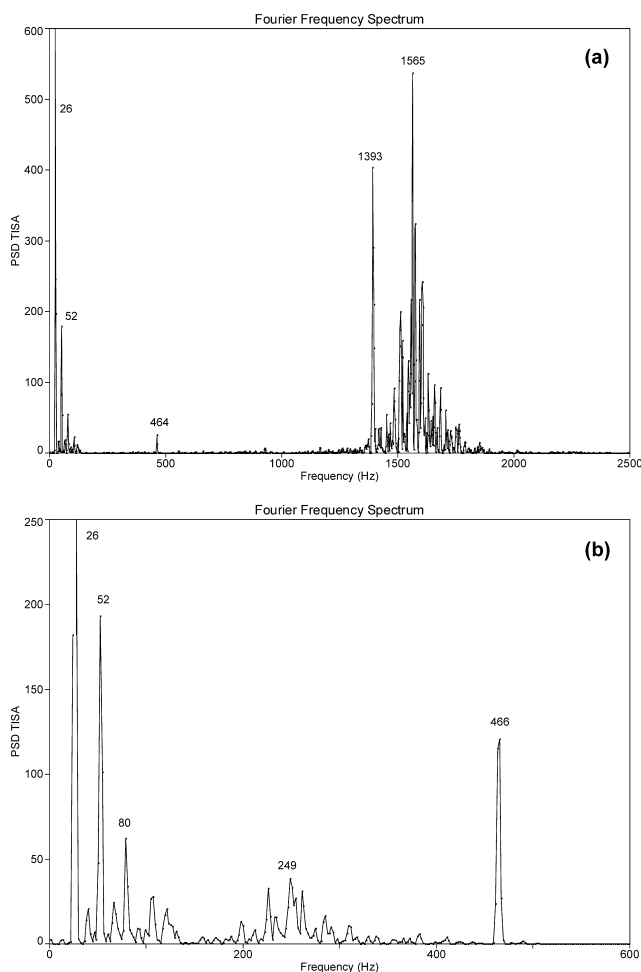 Fourier Frequency Spectrum
600
(a)
1565
500
26
400
1393
PSD TISA
300
200
52
100
464
0
0 500 1000 1500 2000 2500
Frequency (Hz)
Fourier Frequency Spectrum
250
26
(b)
200
52
150
PSD TISA
466
100
80
50
249
0
0 200 400 600
Frequency (Hz)